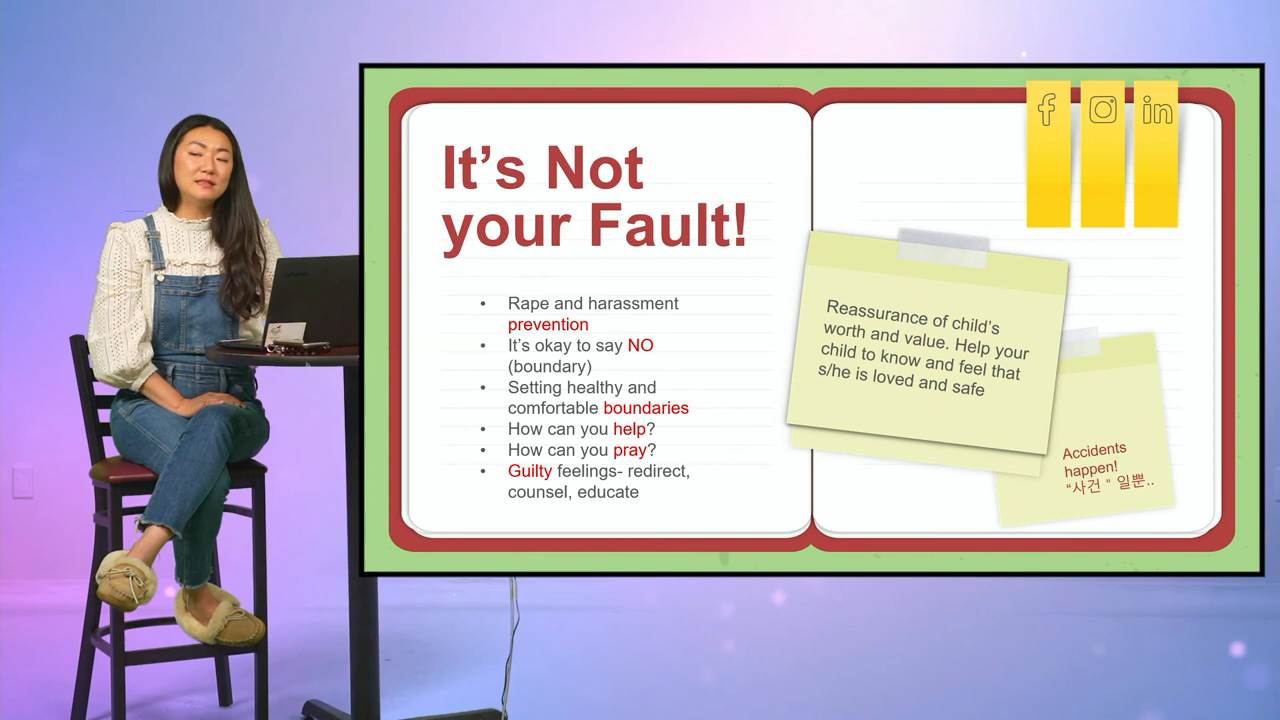 It's Not
your Fault!
• Rape and harassment
prevention
• It's okay to say NO
(boundary)
• Setting healthy and
comfortable boundaries
• How can you help?
• How can you pray?
• Guilty feelings- redirect,
counsel, educate
Reassurance of child's
worth and value. Help your
child to know and feel that
s/he is loved and safe
Accidents
happen!
“사건 " 일뿐..
f
in
Lenovo